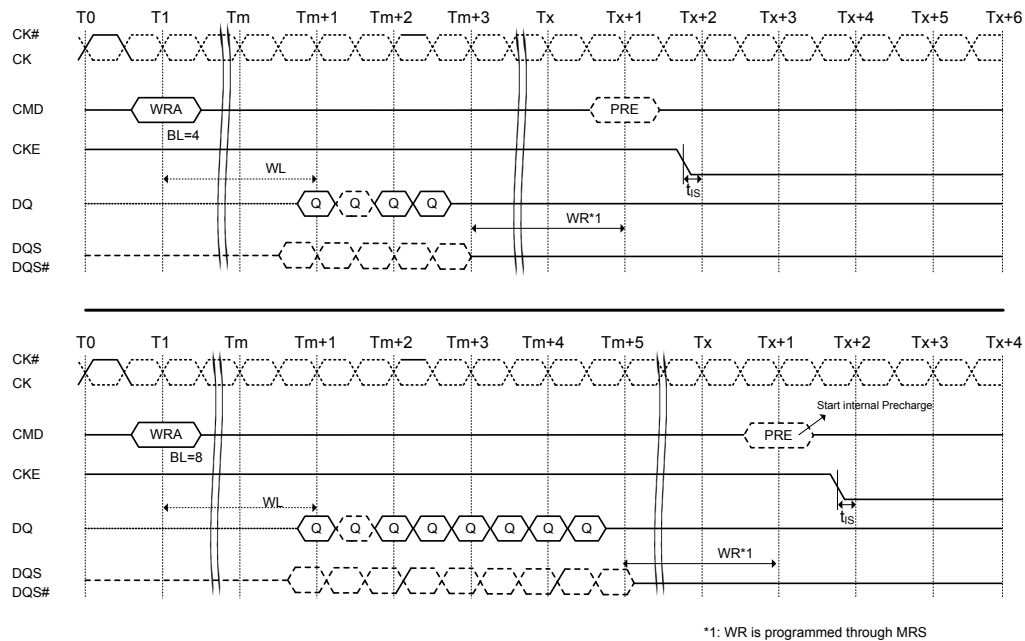 T0 T1 Tm Tm+1 Tm+2 Tm+3 Tx Tx+1 Tx+2 Tx+3 Tx+4 Tx+5 Tx+6
CK#
CK
CMD WRA PRE
BL=4
CKE
WL
tIS
DQ Q Q Q Q
WR*1
DQS
DQS#
T0 T1 Tm Tm+1 Tm+2 Tm+3 Tm+4 Tm+5 Tx Tx+1 Tx+2 Tx+3 Tx+4
CK#
CK
Start internal Precharge
CMD WRA PRE
BL=8
CKE
WL
tIS
DQ Q Q Q Q Q Q Q Q
WR*1
DQS
DQS#
*1: WR is programmed through MRS